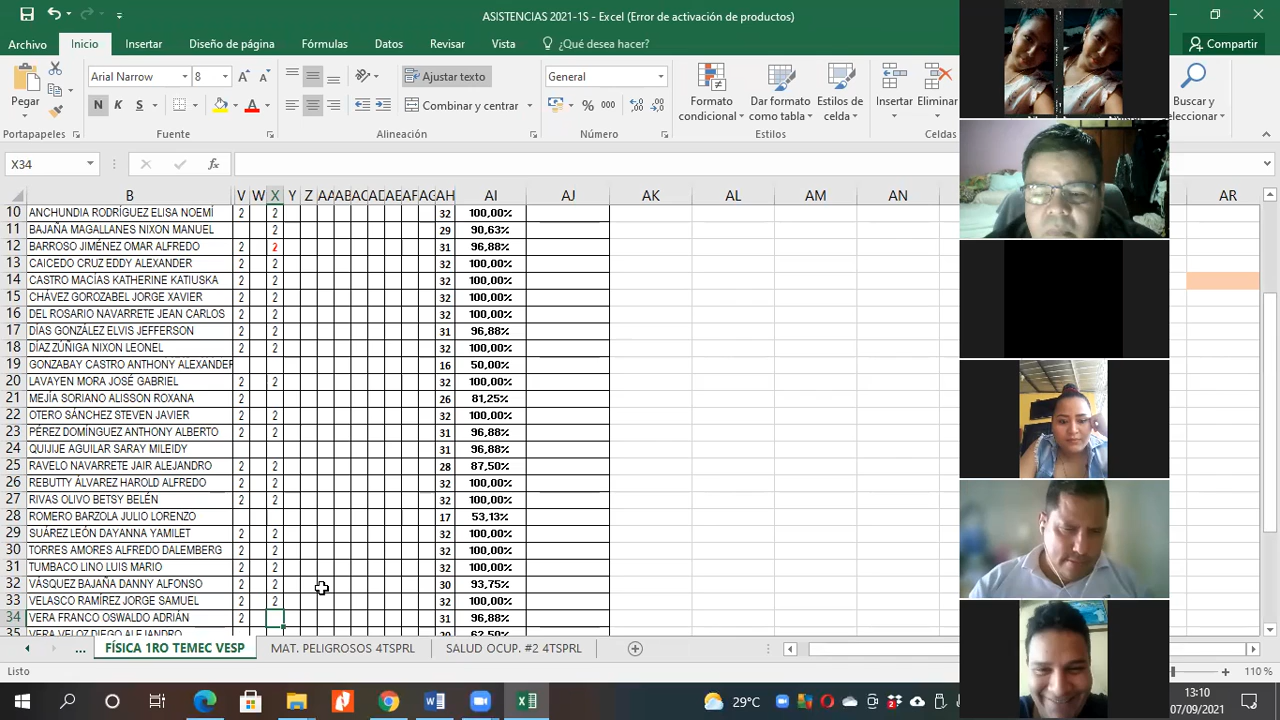 ASISTENCIAS 2021-1S - Excel (Error de activación de productos)
Archivo Inicio Insertar Diseño de página Fórmulas Datos Revisar Vista ¿Qué desea hacer? Compartir
Pegar Arial Narrow 8 A A Ajustar texto General Formato condicional Dar formato como tabla Estilos de celda Insertar Eliminar Buscar y seleccionar
N K S A Combinar y centrar % 000
Portapapeles Fuente Alineación Número Estilos Celdas
X34 fx
B V W X Y Z AA AB AC AD AE AF AG AH AI AJ AK AL AM AN AR
10 ANCHUNDIA RODRÍGUEZ ELISA NOEMÍ 2 2 32 100,00%
11 BAJAÑA MAGALLANES NIXON MANUEL 2 29 90,63%
12 BARROSO JIMÉNEZ OMAR ALFREDO 2 2 31 96,88%
13 CAICEDO CRUZ EDDY ALEXANDER 2 2 32 100,00%
14 CASTRO MACÍAS KATHERINE KATIUSKA 2 2 32 100,00%
15 CHÁVEZ GOROZABEL JORGE XAVIER 2 2 32 100,00%
16 DEL ROSARIO NAVARRETE JEAN CARLOS 2 2 32 100,00%
17 DÍAS GONZÁLEZ ELVIS JEFFERSON 2 2 31 96,88%
18 DÍAZ ZÚÑIGA NIXON LEONEL 2 2 32 100,00%
19 GONZABAY CASTRO ANTHONY ALEXANDER 16 50,00%
20 LAVAYEN MORA JOSÉ GABRIEL 2 2 32 100,00%
21 MEJÍA SORIANO ALISSON ROXANA 2 26 81,25%
22 OTERO SÁNCHEZ STEVEN JAVIER 2 2 32 100,00%
23 PÉREZ DOMÍNGUEZ ANTHONY ALBERTO 2 2 31 96,88%
24 QUIJIJE AGUILAR SARAY MILEIDY 31 96,88%
25 RAVELO NAVARRETE JAIR ALEJANDRO 2 2 28 87,50%
26 REBUTTY ÁLVAREZ HAROLD ALFREDO 2 2 32 100,00%
27 RIVAS OLIVO BETSY BELÉN 2 2 32 100,00%
28 ROMERO BARZOLA JULIO LORENZO 17 53,13%
29 SUÁREZ LEÓN DAYANNA YAMILET 2 2 32 100,00%
30 TORRES AMORES ALFREDO DALEMBERG 2 2 32 100,00%
31 TUMBACO LINO LUIS MARIO 2 2 32 100,00%
32 VÁSQUEZ BAJAÑA DANNY ALFONSO 2 2 30 93,75%
33 VELASCO RAMÍREZ JORGE SAMUEL 2 2 32 100,00%
34 VERA FRANCO OSWALDO ADRIÁN 2 31 96,88%
35 VERA VELOZ DIEGO ALEJANDRO 62,50%
... FÍSICA 1RO TEMEC VESP MAT. PELIGROSOS 4TSPRL SALUD OCUP. #2 4TSPRL
Listo 110 %
29°C 13:10
07/09/2021